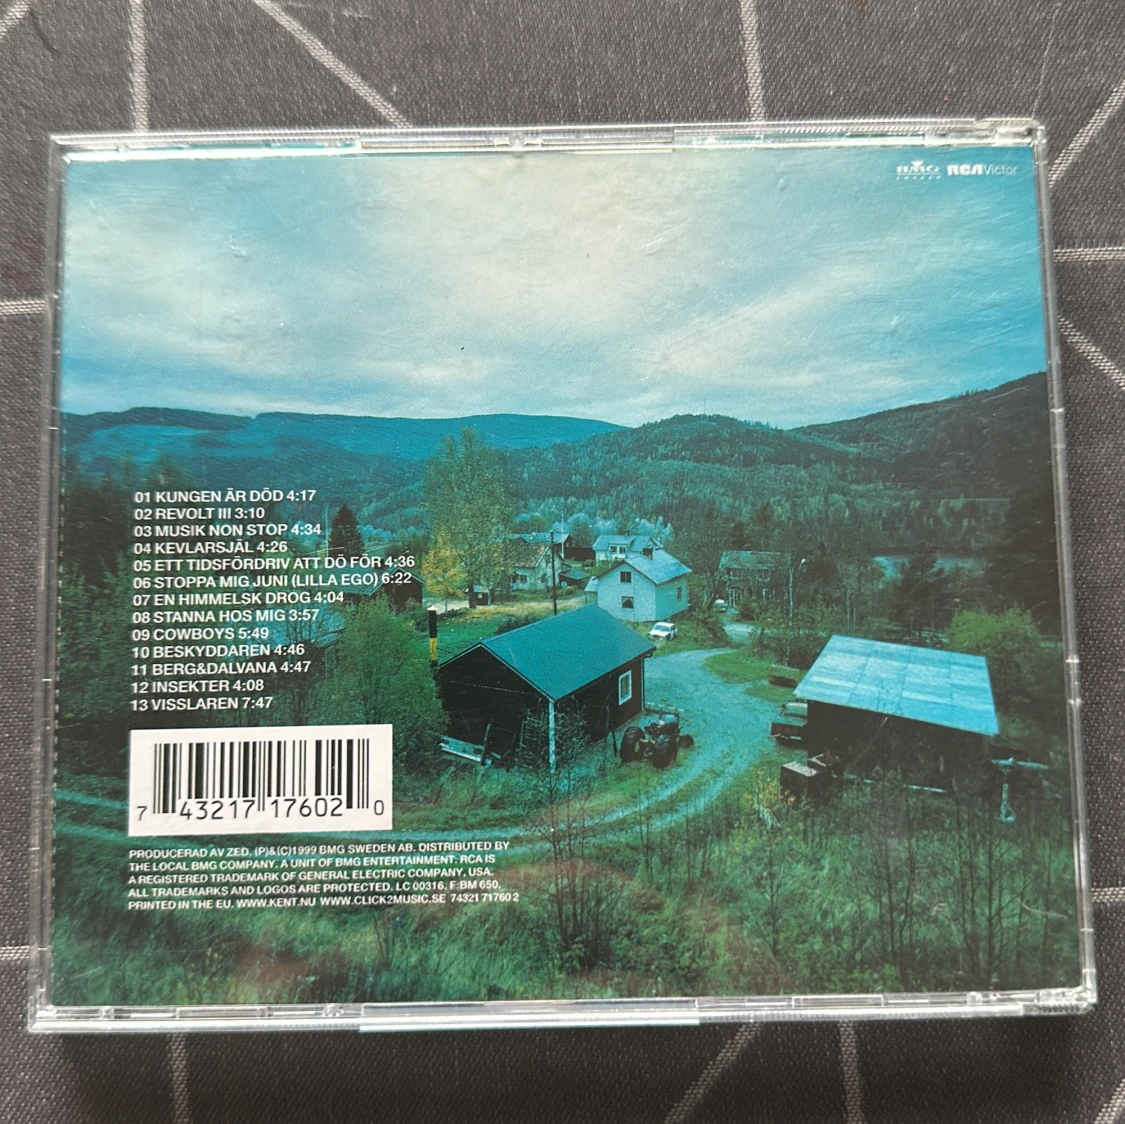 BMG RCA Victor
SWEDEN
01 KUNGEN ÄR DÖD 4:17
02 REVOLT III 3:10
03 MUSIK NON STOP 4:34
04 KEVLARSJÄL 4:26
05 ETT TIDSFÖRDRIV ATT DÖ FÖR 4:36
06 STOPPA MIG JUNI (LILLA EGO) 6:22
07 EN HIMMELSK DROG 4:04
08 STANNA HOS MIG 3:57
09 COWBOYS 5:49
10 BESKYDDAREN 4:46
11 BERG&DALVANA 4:47
12 INSEKTER 4:08
13 VISSLAREN 7:47
7 43217 17602 0
PRODUCERAD AV ZED. (P)&(C)1999 BMG SWEDEN AB. DISTRIBUTED BY
THE LOCAL BMG COMPANY. A UNIT OF BMG ENTERTAINMENT. RCA IS
A REGISTERED TRADEMARK OF GENERAL ELECTRIC COMPANY, USA.
ALL TRADEMARKS AND LOGOS ARE PROTECTED. LC 00316. F:BM 650.
PRINTED IN THE EU. WWW.KENT.NU WWW.CLICK2MUSIC.SE 74321 71760 2